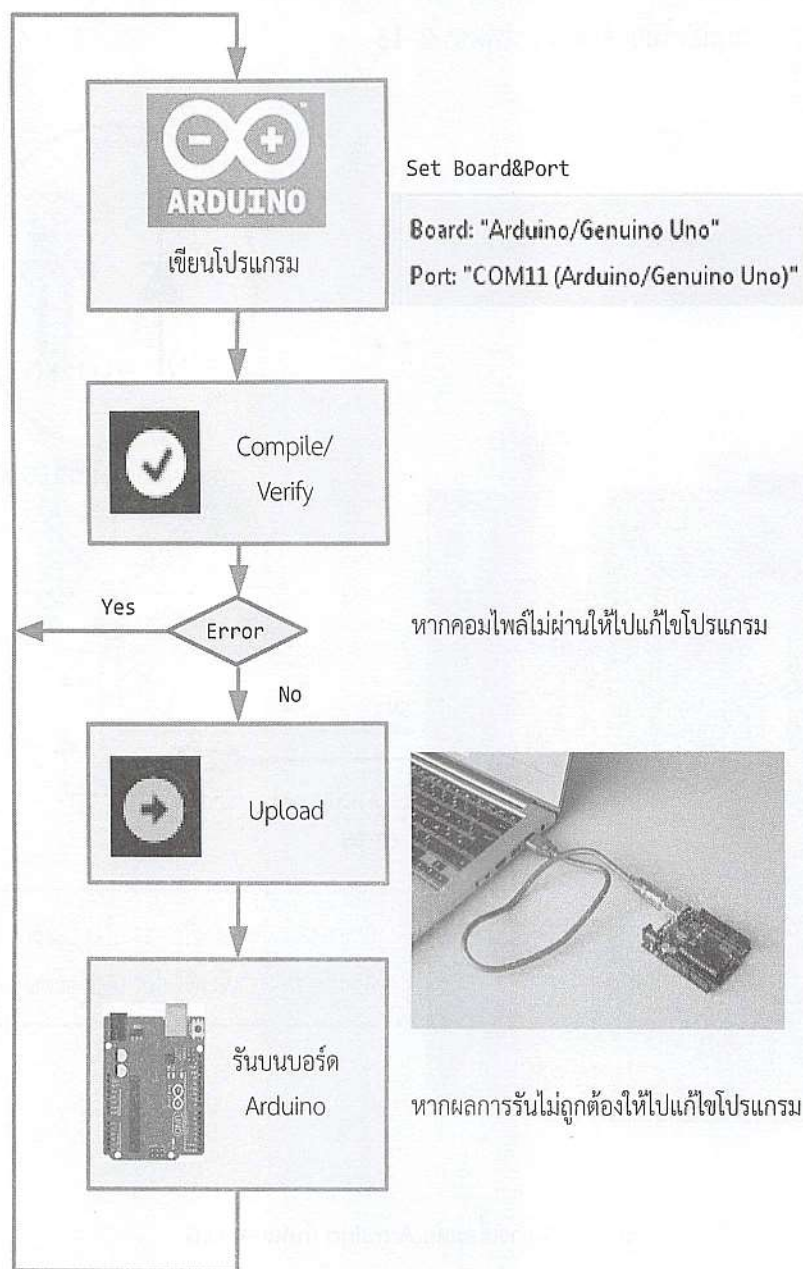 ARDUINO
เขียนโปรแกรม
Set Board&Port
Board: "Arduino/Genuino Uno"
Port: "COM11 (Arduino/Genuino Uno)"
Compile/
Verify
Yes
Error
หากคอมไพล์ไม่ผ่านให้ไปแก้ไขโปรแกรม
No
Upload
รันบนบอร์ด
Arduino
หากผลการรันไม่ถูกต้องให้ไปแก้ไขโปรแกรม